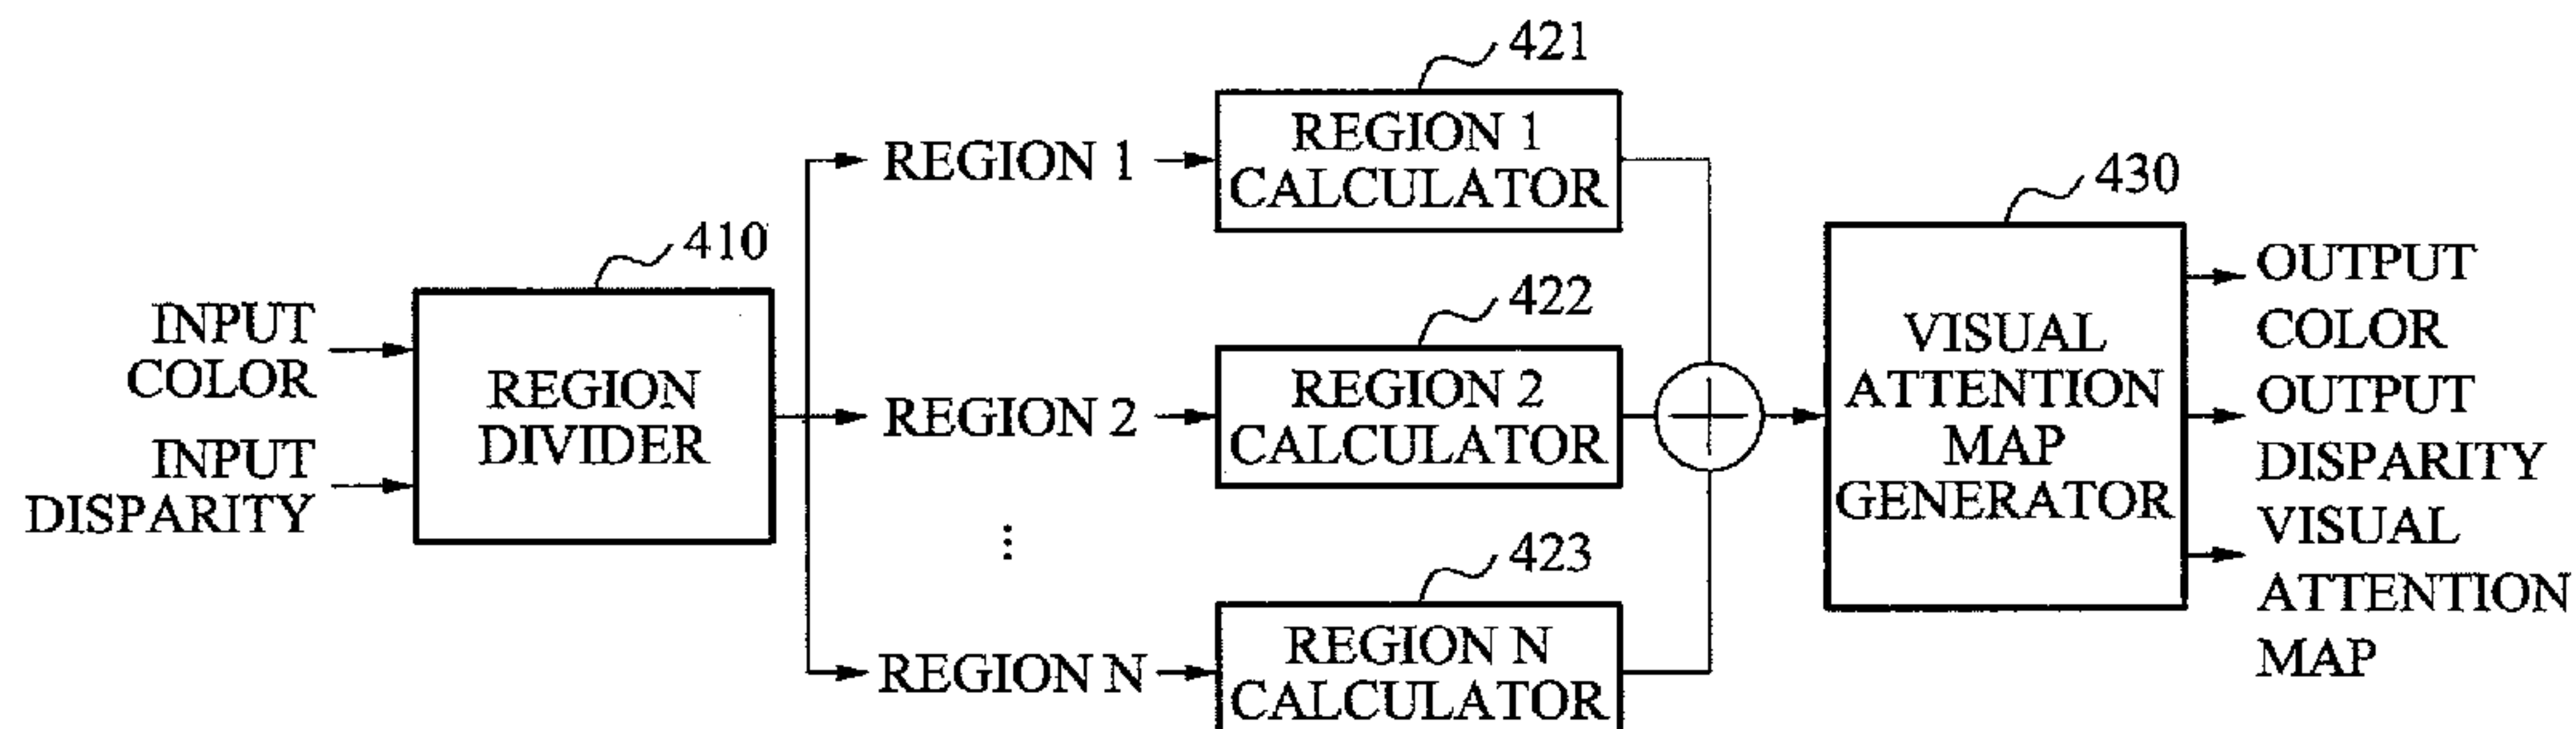 INPUT
COLOR
INPUT
DISPARITY
410
REGION
DIVIDER
REGION 1
REGION 2
⋮
REGION N
421
REGION 1
CALCULATOR
422
REGION 2
CALCULATOR
423
REGION N
CALCULATOR
430
VISUAL
ATTENTION
MAP
GENERATOR
OUTPUT
COLOR
OUTPUT
DISPARITY
VISUAL
ATTENTION
MAP